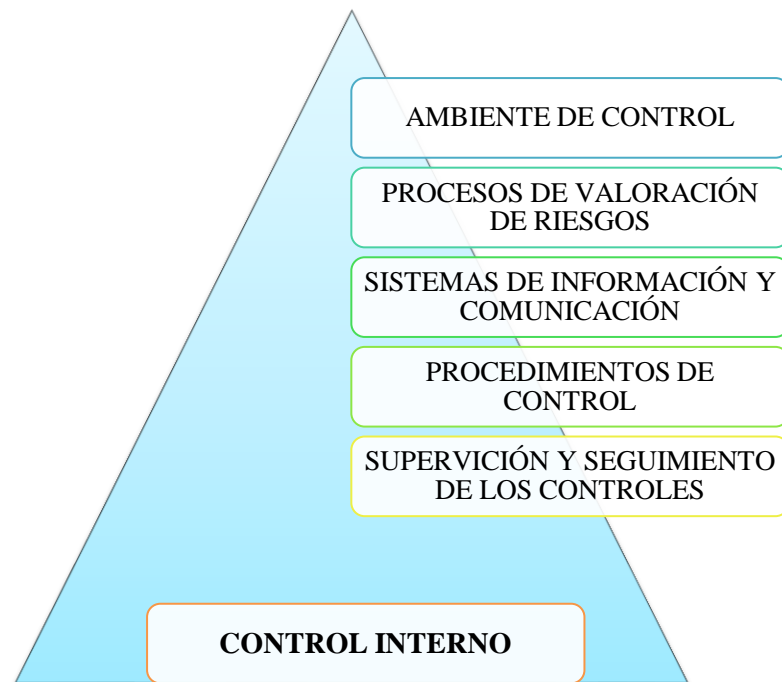 AMBIENTE DE CONTROL
PROCESOS DE VALORACIÓN
DE RIESGOS
SISTEMAS DE INFORMACIÓN Y
COMUNICACIÓN
PROCEDIMIENTOS DE
CONTROL
SUPERVICIÓN Y SEGUIMIENTO
DE LOS CONTROLES
CONTROL INTERNO